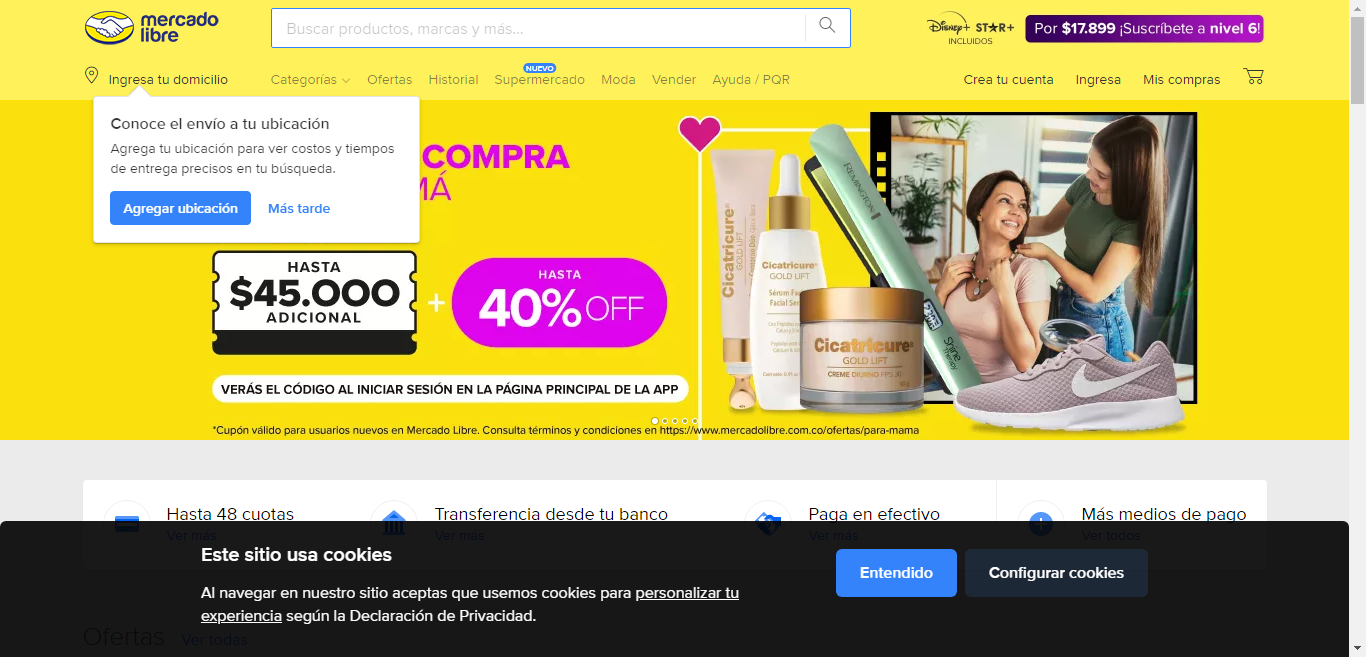 mercado
libre
Buscar productos, marcas y más...
Disney+ STAR+
INCLUIDOS
Por $17.899 ¡Suscríbete a nivel 6!
Ingresa tu domicilio
Categorías
Ofertas
Historial
NUEVO
Supermercado
Moda
Vender
Ayuda / PQR
Crea tu cuenta
Ingresa
Mis compras
Conoce el envío a tu ubicación
Agrega tu ubicación para ver costos y tiempos
de entrega precisos en tu búsqueda.
Agregar ubicación
Más tarde
COMPRA
MÁ
HASTA
$45.000
ADICIONAL
+
HASTA
40% OFF
VERÁS EL CÓDIGO AL INICIAR SESIÓN EN LA PÁGINA PRINCIPAL DE LA APP
*Cupón válido para usuarios nuevos en Mercado Libre. Consulta términos y condiciones en https://www.mercadolibre.com.co/ofertas/para-mama
Cicatricure
GOLD LIFT
Cicatricure®
GOLD LIFT
Cicatricure®
GOLD LIFT
CREME DIURNO FPS 30
REMINGTON
Shine
Therapy
Hasta 48 cuotas
Ver más
Transferencia desde tu banco
Ver más
Paga en efectivo
Ver más
Más medios de pago
Ver todos
Este sitio usa cookies
Al navegar en nuestro sitio aceptas que usemos cookies para personalizar tu
experiencia según la Declaración de Privacidad.
Entendido
Configurar cookies
Ofertas
Ver todas